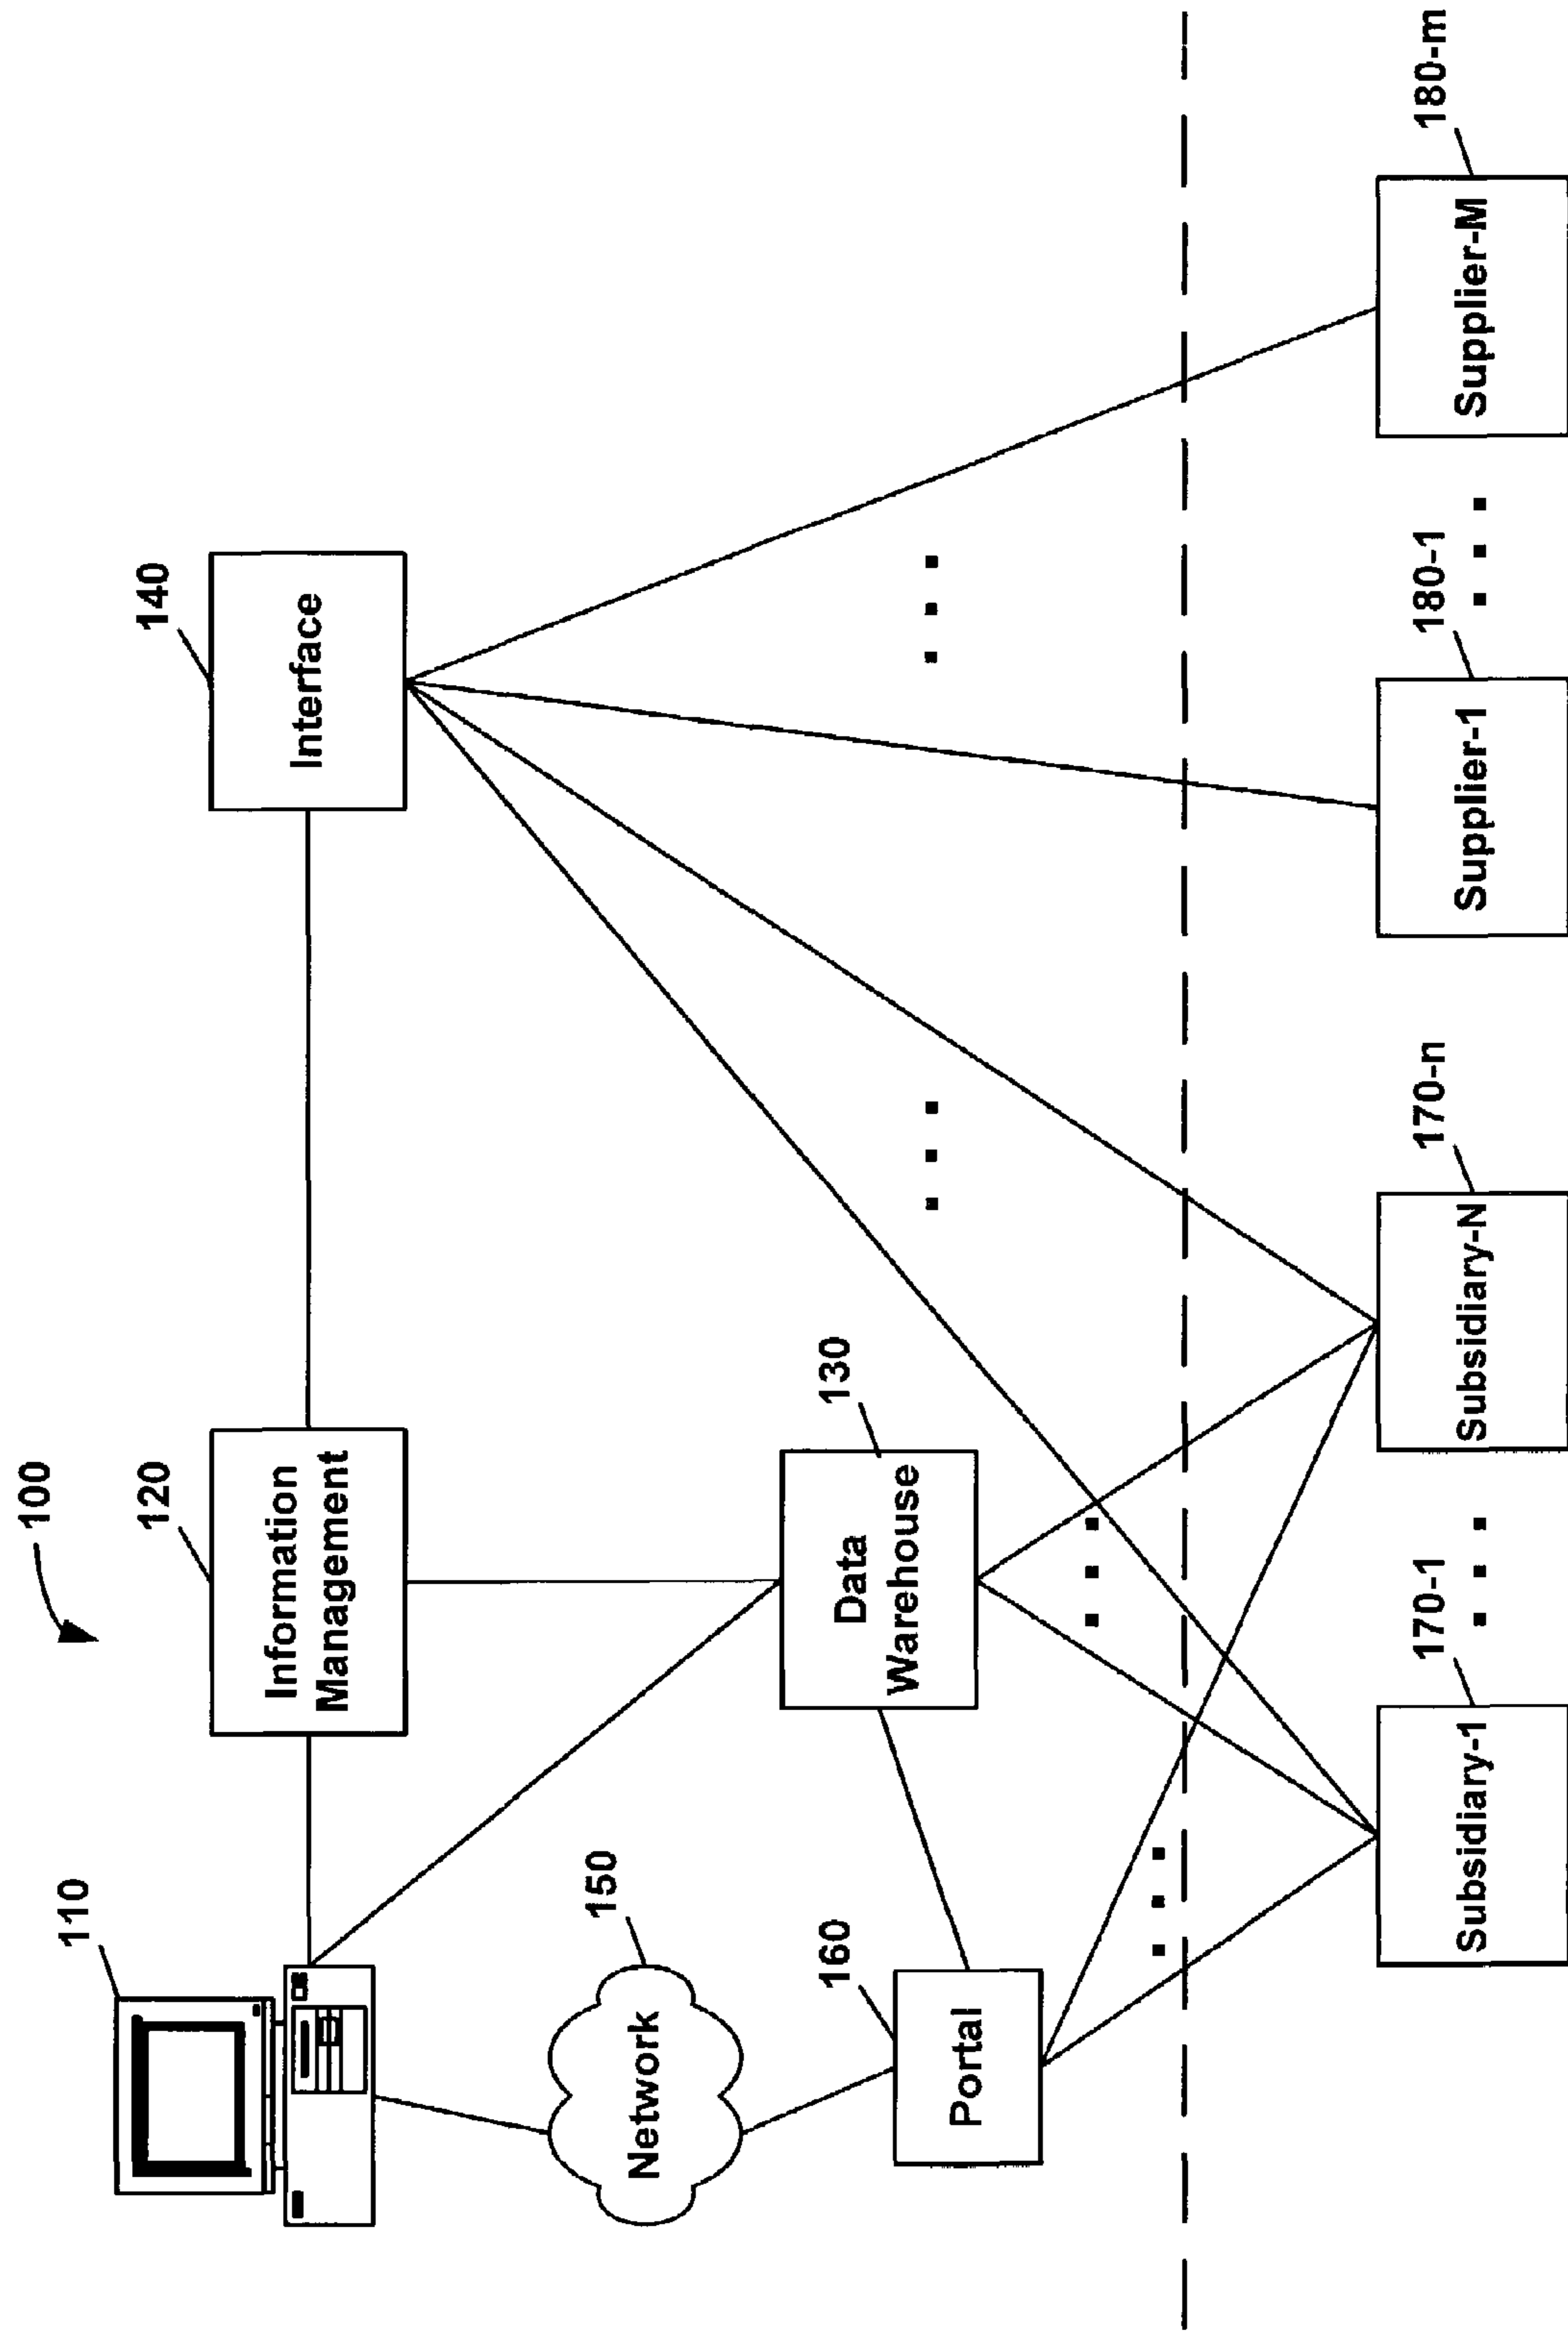 100
110
120
Information
Management
140
Interface
150
Network
130
Data
Warehouse
160
Portal
170-1
Subsidiary-1
170-n
Subsidiary-N
180-1
Supplier-1
180-m
Supplier-M